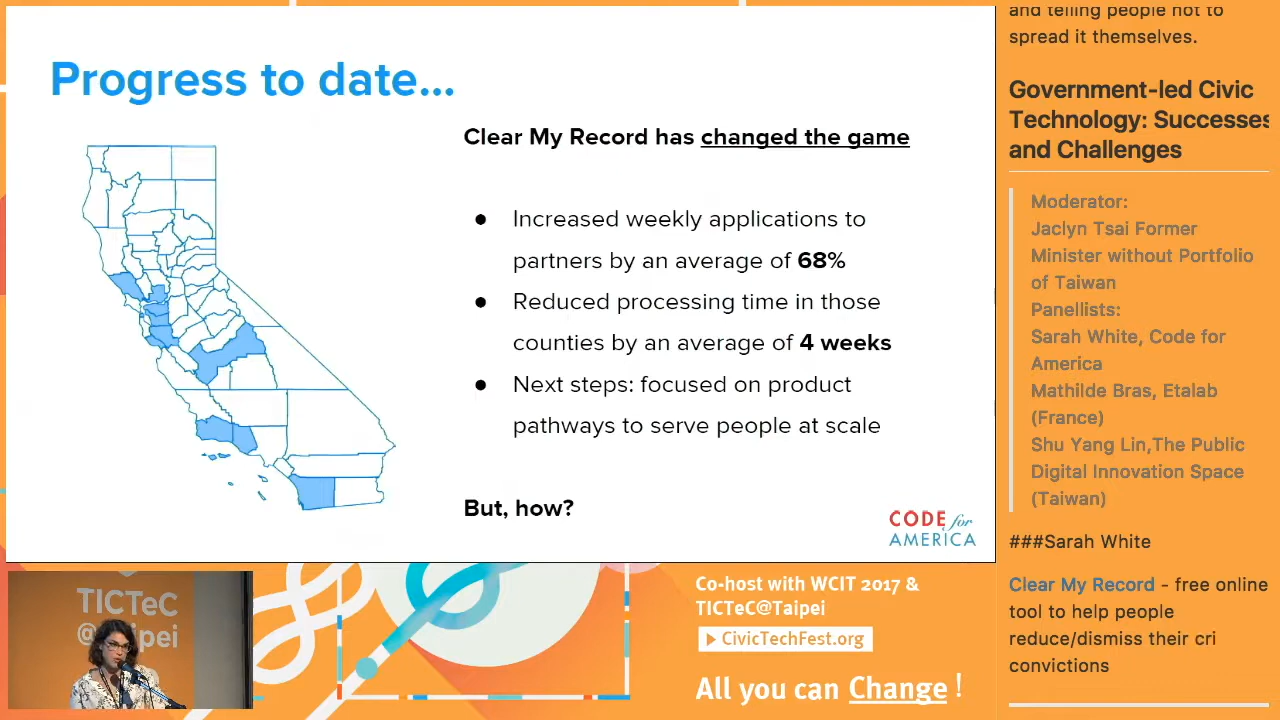 Progress to date...
Clear My Record has changed the game
● Increased weekly applications to
partners by an average of 68%
● Reduced processing time in those
counties by an average of 4 weeks
● Next steps: focused on product
pathways to serve people at scale
But, how?
CODE for
AMERICA
and telling people not to
spread it themselves.
Government-led Civic
Technology: Successes
and Challenges
Moderator:
Jaclyn Tsai Former
Minister without Portfolio
of Taiwan
Panellists:
Sarah White, Code for
America
Mathilde Bras, Etalab
(France)
Shu Yang Lin,The Public
Digital Innovation Space
(Taiwan)
###Sarah White
Clear My Record - free online
tool to help people
reduce/dismiss their cri
convictions
TICTeC
@Taipei
Co-host with WCIT 2017 &
TICTeC@Taipei
CivicTechFest.org
All you can Change !